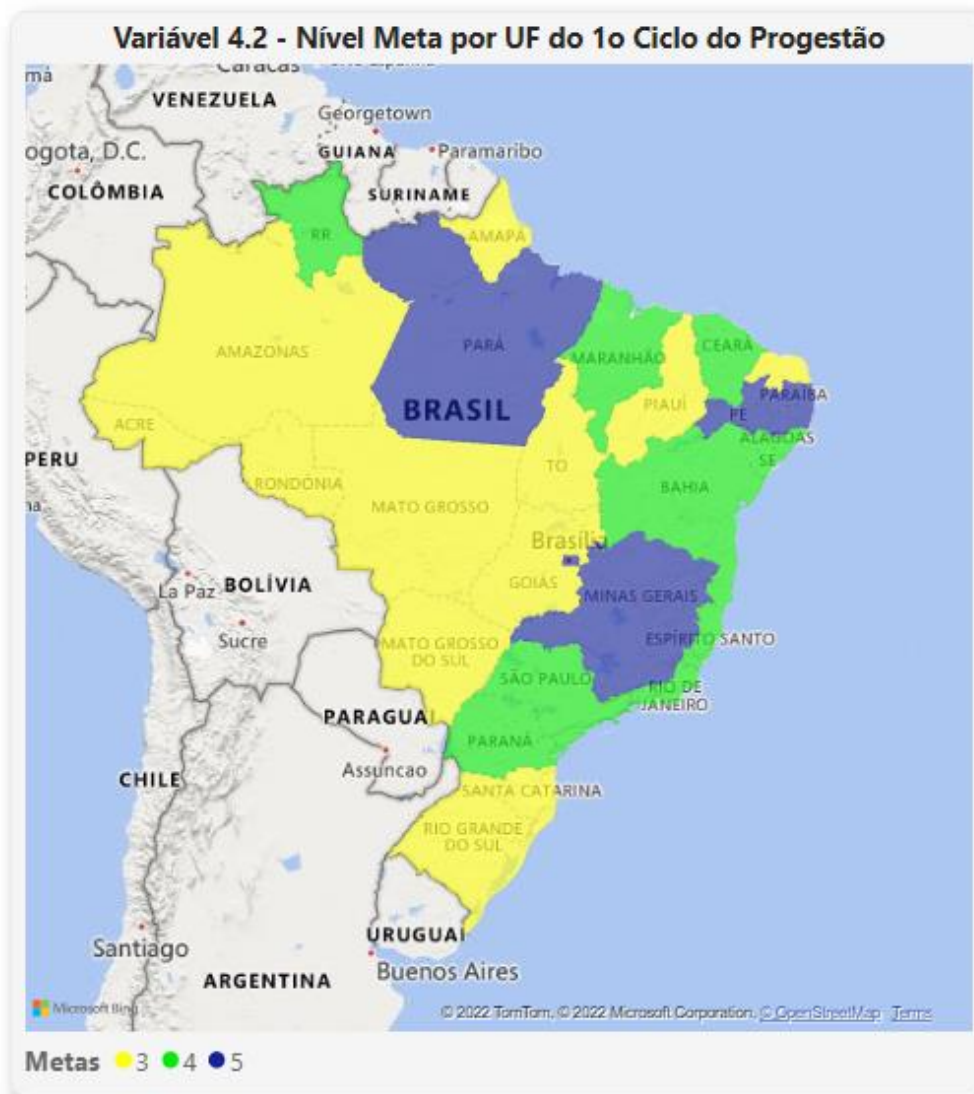 Variável 4.2 - Nível Meta por UF do 1o Ciclo do Progestão
Caracas
má
VENEZUELA
Georgetown
ogota, D.C.
GUIANA
Paramaribo
COLÔMBIA
SURINAME
RR
AMAPÁ
AMAZONAS
PARÁ
MARANHÃO
CEARÁ
BRASIL
PIAUÍ
PARAÍBA
PE
ACRE
ALAGOAS
PERU
TO
SE
RONDÔNIA
BAHIA
MATO GROSSO
Brasília
BOLÍVIA
GOIÁS
La Paz
MINAS GERAIS
Sucre
MATO GROSSO
DO SUL
ESPÍRITO SANTO
SÃO PAULO
RIO DE
JANEIRO
PARAGUAI
PARANÁ
Assuncao
CHILE
SANTA CATARINA
RIO GRANDE
DO SUL
URUGUAI
Santiago
Buenos Aires
ARGENTINA
Microsoft Bing
© 2022 TomTom, © 2022 Microsoft Corporation, © OpenStreetMap Terms
Metas 3 4 5